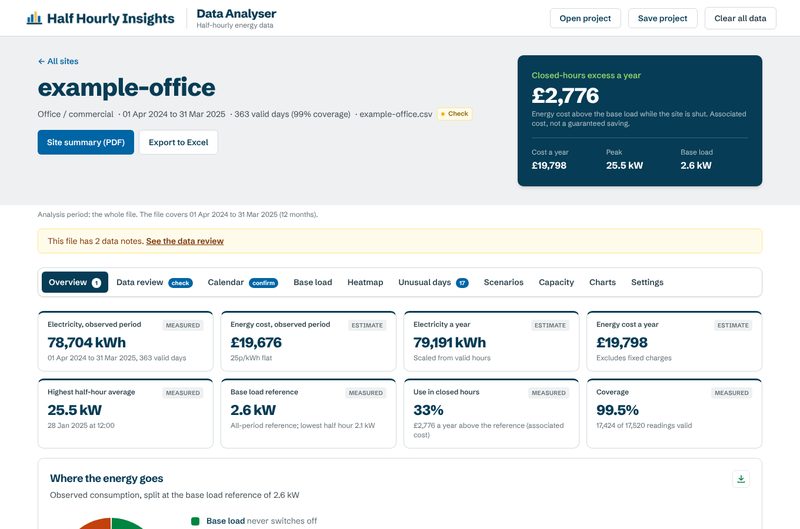 Half Hourly Insights
Data Analyser
Half-hourly energy data
Open project
Save project
Clear all data
← All sites
example-office
Office / commercial · 01 Apr 2024 to 31 Mar 2025 · 363 valid days (99% coverage) · example-office.csv
Check
Site summary (PDF)
Export to Excel
Closed-hours excess a year
£2,776
Energy cost above the base load while the site is shut. Associated
cost, not a guaranteed saving.
Cost a year
Peak
Base load
£19,798
25.5 kW
2.6 kW
Analysis period: the whole file. The file covers 01 Apr 2024 to 31 Mar 2025 (12 months).
This file has 2 data notes. See the data review
Overview 1
Data review check
Calendar confirm
Base load
Heatmap
Unusual days 17
Scenarios
Capacity
Charts
Settings
Electricity, observed period
MEASURED
78,704 kWh
01 Apr 2024 to 31 Mar 2025, 363 valid days
Energy cost, observed period
ESTIMATE
£19,676
25p/kWh flat
Electricity a year
ESTIMATE
79,191 kWh
Scaled from valid hours
Energy cost a year
ESTIMATE
£19,798
Excludes fixed charges
Highest half-hour average
MEASURED
25.5 kW
28 Jan 2025 at 12:00
Base load reference
MEASURED
2.6 kW
All-period reference; lowest half hour 2.1 kW
Use in closed hours
MEASURED
33%
£2,776 a year above the reference (associated
cost)
Coverage
MEASURED
99.5%
17,424 of 17,520 readings valid
Where the energy goes
Observed consumption, split at the base load reference of 2.6 kW
Base load never switches off